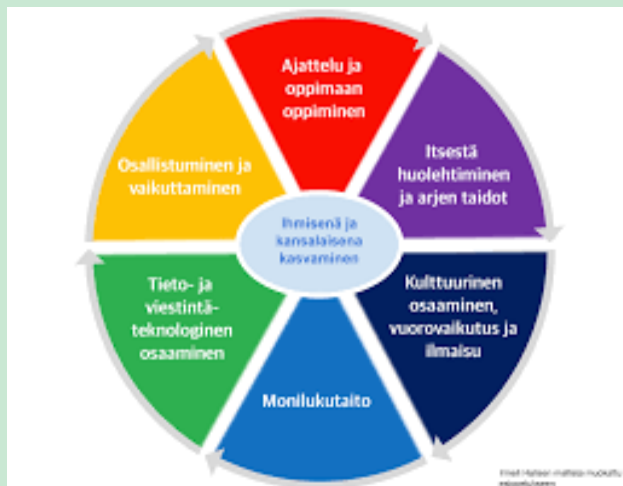 Ajattelu ja
oppimaan
oppiminen
Itsestä
huolehtiminen
ja arjen taidot
Kulttuurinen
osaaminen,
vuorovaikutus ja
ilmaisu
Monilukutaito
Tieto- ja
viestintä-
teknologinen
osaaminen
Osallistuminen ja
vaikuttaminen
Ihmisenä ja
kansalaisena
kasvaminen